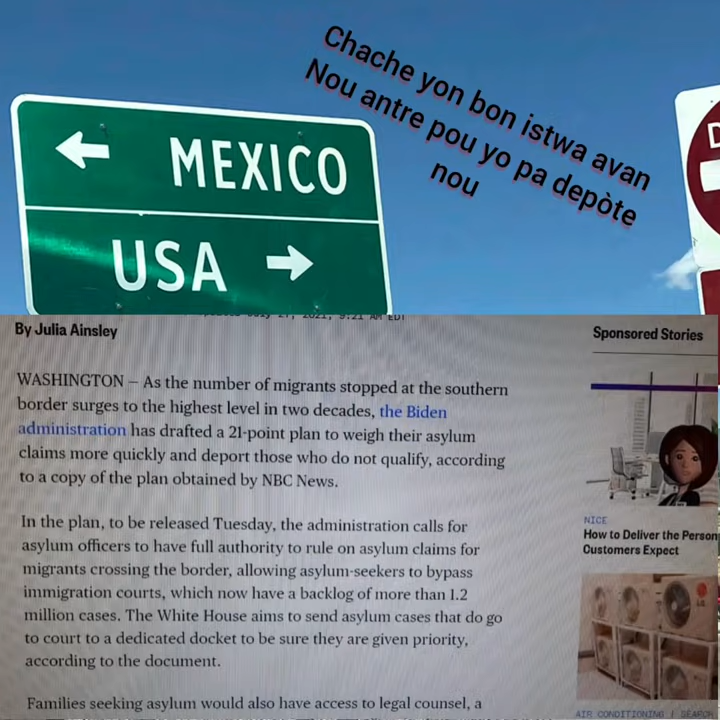 Chache yon bon istwa avan
Nou antre pou yo pa depòte
nou
MEXICO
USA
By Julia Ainsley
Sponsored Stories
WASHINGTON — As the number of migrants stopped at the southern
border surges to the highest level in two decades, the Biden
administration has drafted a 21-point plan to weigh their asylum
claims more quickly and deport those who do not qualify, according
to a copy of the plan obtained by NBC News.
In the plan, to be released Tuesday, the administration calls for
asylum officers to have full authority to rule on asylum claims for
migrants crossing the border, allowing asylum-seekers to bypass
immigration courts, which now have a backlog of more than 1.2
million cases. The White House aims to send asylum cases that do go
to court to a dedicated docket to be sure they are given priority,
according to the document.
Families seeking asylum would also have access to legal counsel, a
NICE
How to Deliver the Person
Customers Expect
AIR CONDITIONING | SEARCH